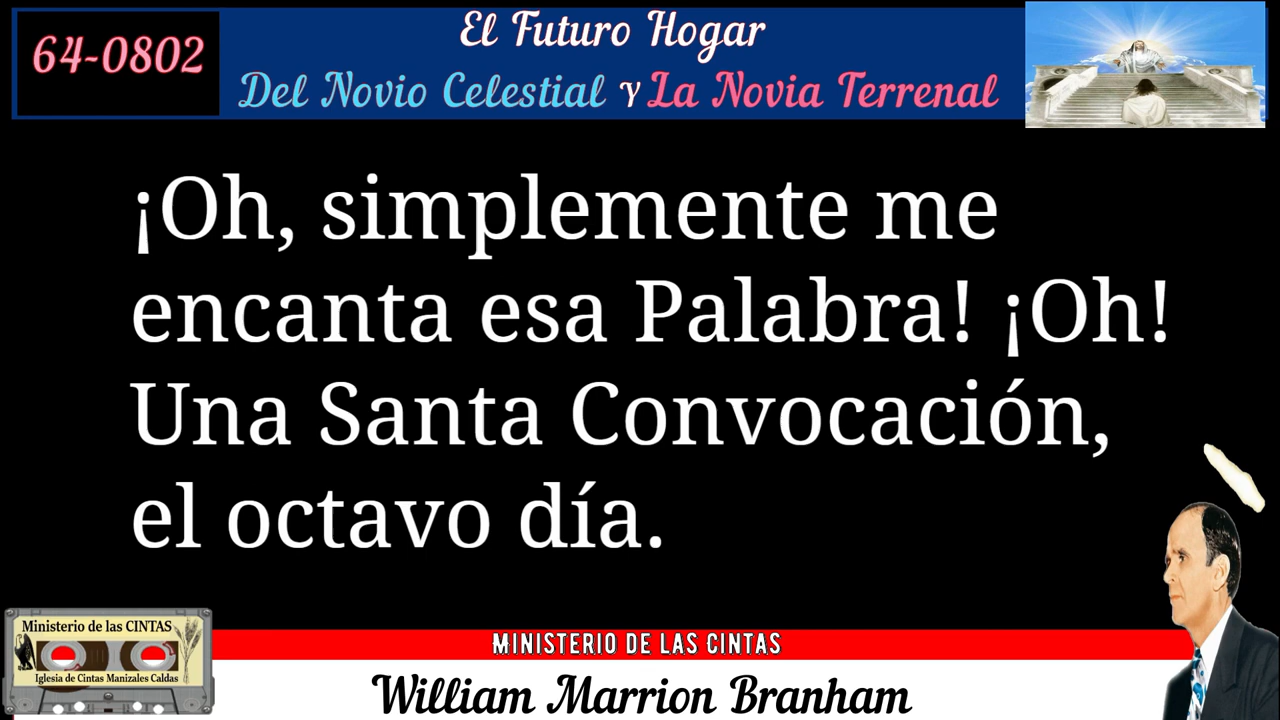 64-0802
El Futuro Hogar
Del Novio Celestial Y La Novia Terrenal
¡Oh, simplemente me
encanta esa Palabra! ¡Oh!
Una Santa Convocación,
el octavo día.
Ministerio de las CINTAS
Iglesia de Cintas Manizales Caldas
MINISTERIO DE LAS CINTAS
William Marrion Branham